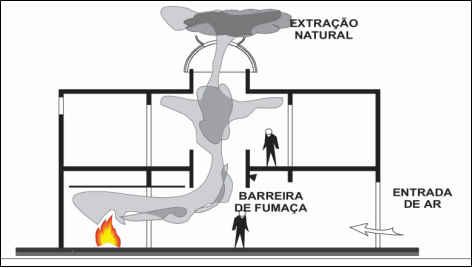 EXTRAÇÃO
NATURAL
BARREIRA
DE FUMAÇA
ENTRADA
DE AR